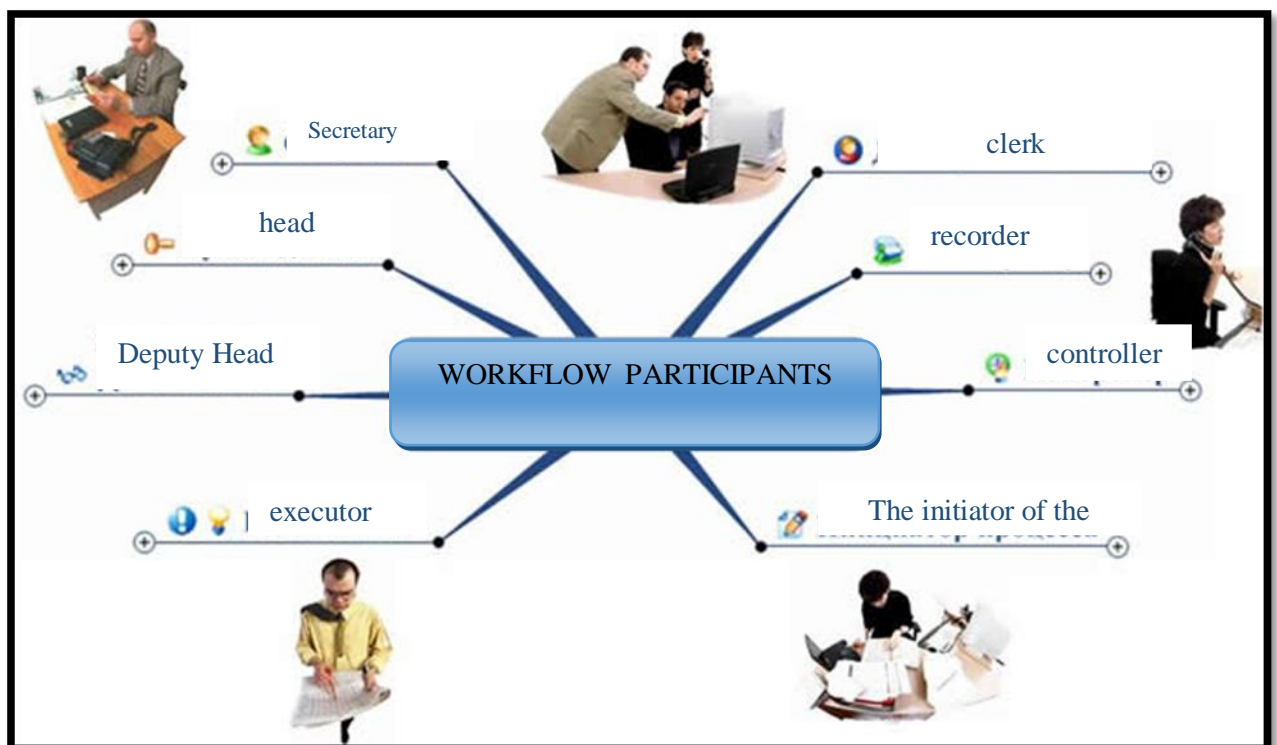 Secretary
clerk
head
recorder
Deputy Head
controller
WORKFLOW PARTICIPANTS
executor
The initiator of the